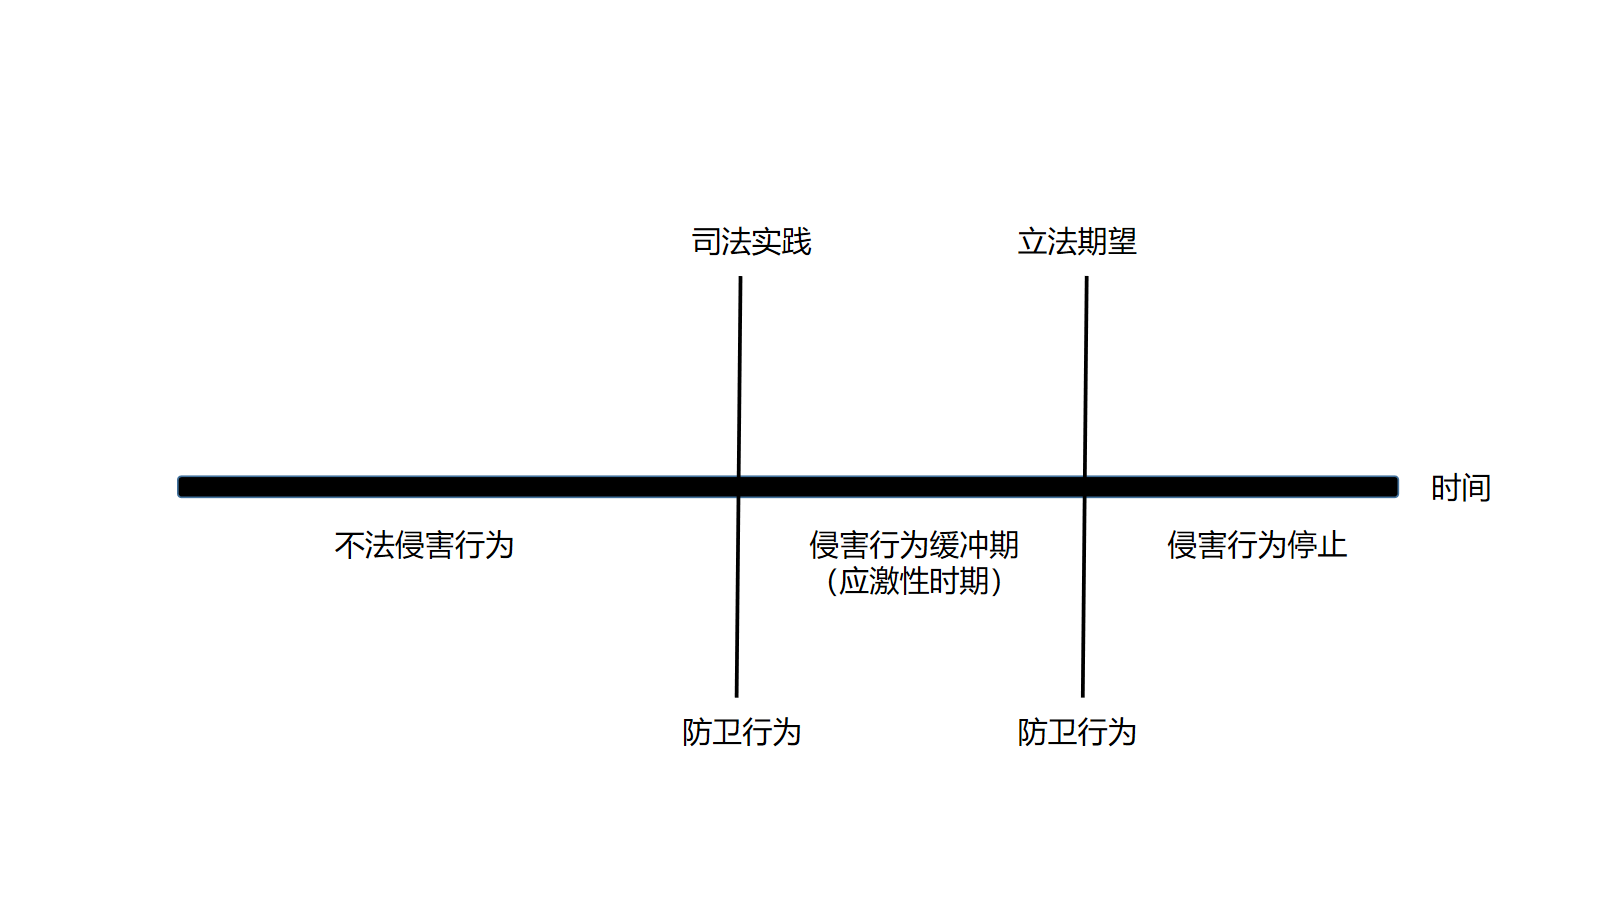 司法实践
立法期望
时间
不法侵害行为
侵害行为缓冲期
（应激性时期）
侵害行为停止
防卫行为
防卫行为